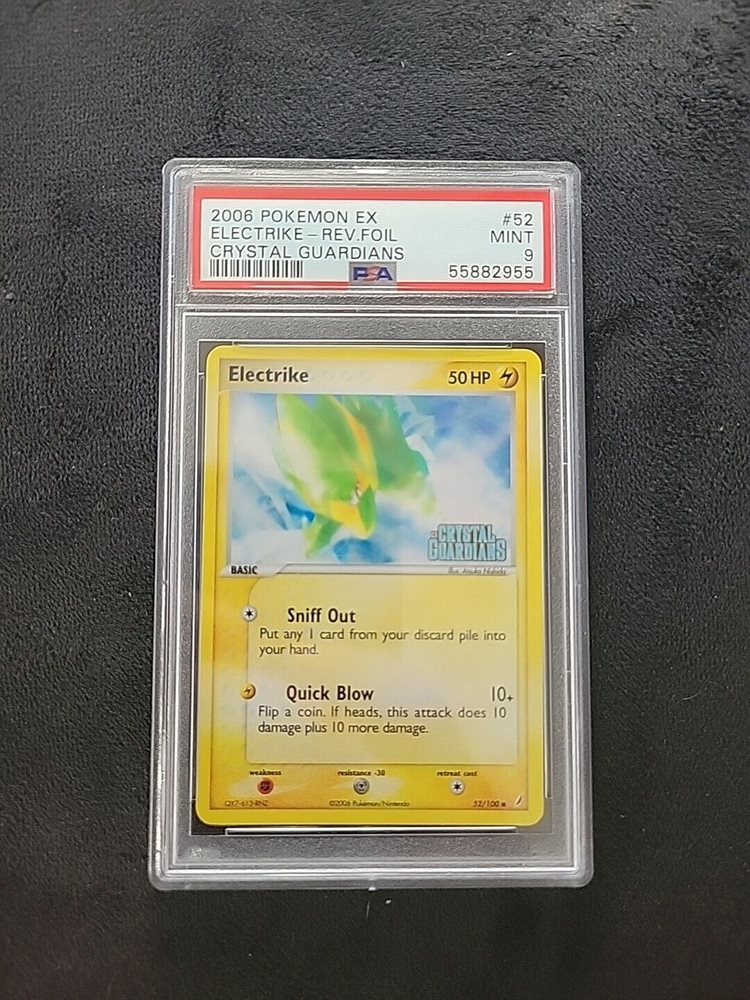 2006 POKEMON EX #52
ELECTRIKE - REV.FOIL MINT
CRYSTAL GUARDIANS 9
PSA 55882955
Electrike 50 HP
CRYSTAL
GUARDIANS
BASIC
Illus. Atsuko Nishida
Sniff Out
Put any 1 card from your discard pile into
your hand.
Quick Blow 10+
Flip a coin. If heads, this attack does 10
damage plus 10 more damage.
weakness resistance -30 retreat cost
©2006 Pokémon/Nintendo 52/100